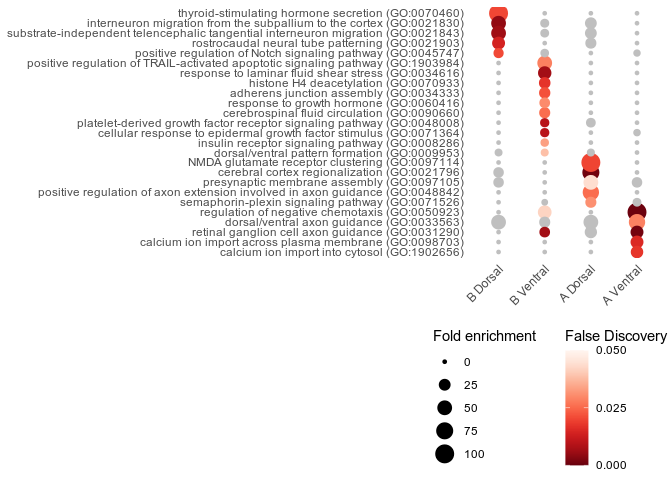 thyroid-stimulating hormone secretion (GO:0070460)
interneuron migration from the subpallium to the cortex (GO:0021830)
substrate-independent telencephalic tangential interneuron migration (GO:0021843)
rostrocaudal neural tube patterning (GO:0021903)
positive regulation of Notch signaling pathway (GO:0045747)
positive regulation of TRAIL-activated apoptotic signaling pathway (GO:1903984)
response to laminar fluid shear stress (GO:0034616)
histone H4 deacetylation (GO:0070933)
adherens junction assembly (GO:0034333)
response to growth hormone (GO:0060416)
cerebrospinal fluid circulation (GO:0090660)
platelet-derived growth factor receptor signaling pathway (GO:0048008)
cellular response to epidermal growth factor stimulus (GO:0071364)
insulin receptor signaling pathway (GO:0008286)
dorsal/ventral pattern formation (GO:0009953)
NMDA glutamate receptor clustering (GO:0097114)
cerebral cortex regionalization (GO:0021796)
presynaptic membrane assembly (GO:0097105)
positive regulation of axon extension involved in axon guidance (GO:0048842)
semaphorin-plexin signaling pathway (GO:0071526)
regulation of negative chemotaxis (GO:0050923)
dorsal/ventral axon guidance (GO:0033563)
retinal ganglion cell axon guidance (GO:0031290)
calcium ion import across plasma membrane (GO:0098703)
calcium ion import into cytosol (GO:1902656)
B Dorsal
B Ventral
A Dorsal
A Ventral
Fold enrichment
0
25
50
75
100
False Discovery
0.050
0.025
0.000